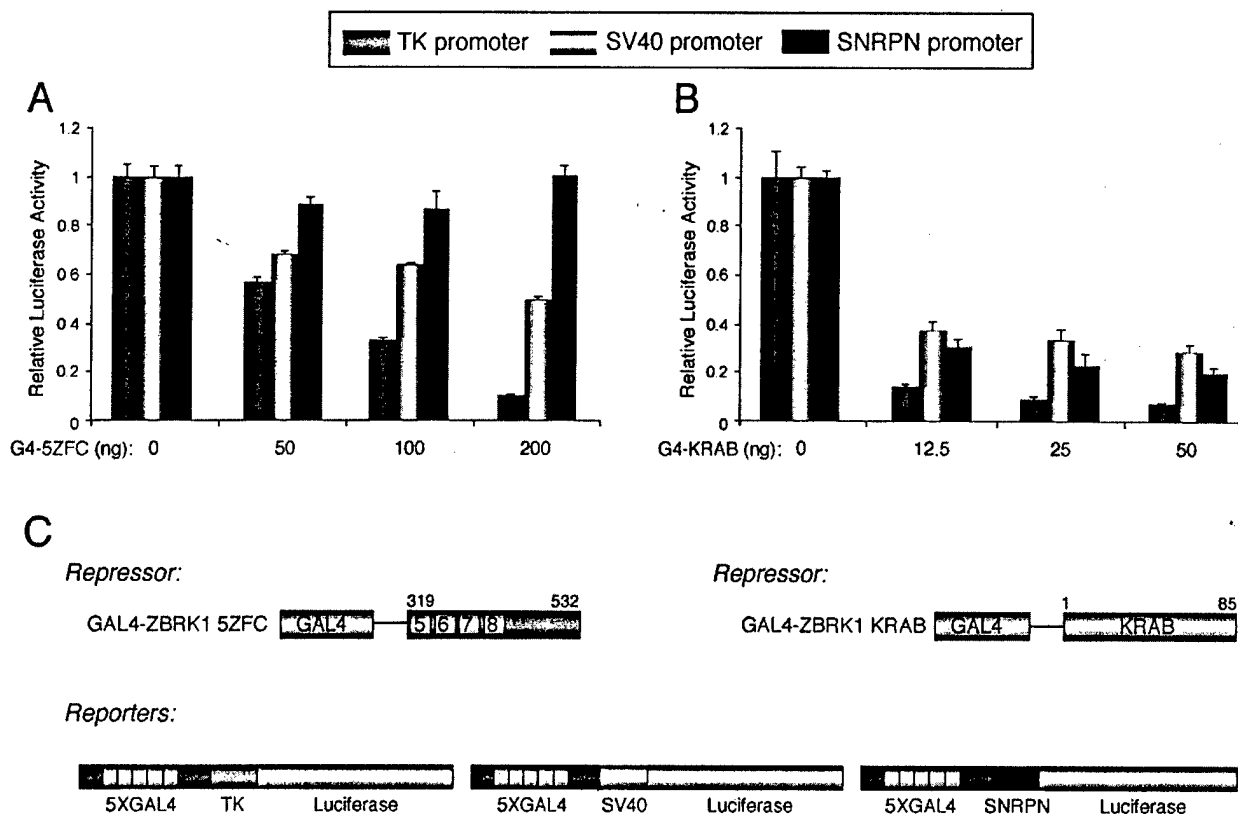 TK promoter SV40 promoter SNRPN promoter
A
Relative Luciferase Activity
1.2
1
0.8
0.6
0.4
0.2
0
G4-5ZFC (ng): 0 50 100 200
B
Relative Luciferase Activity
1.2
1
0.8
0.6
0.4
0.2
0
G4-KRAB (ng): 0 12.5 25 50
C
Repressor:
319 532
GAL4-ZBRK1 5ZFC GAL4 5 6 7 8
Repressor:
1 85
GAL4-ZBRK1 KRAB GAL4 KRAB
Reporters:
5XGAL4 TK Luciferase
5XGAL4 SV40 Luciferase
5XGAL4 SNRPN Luciferase